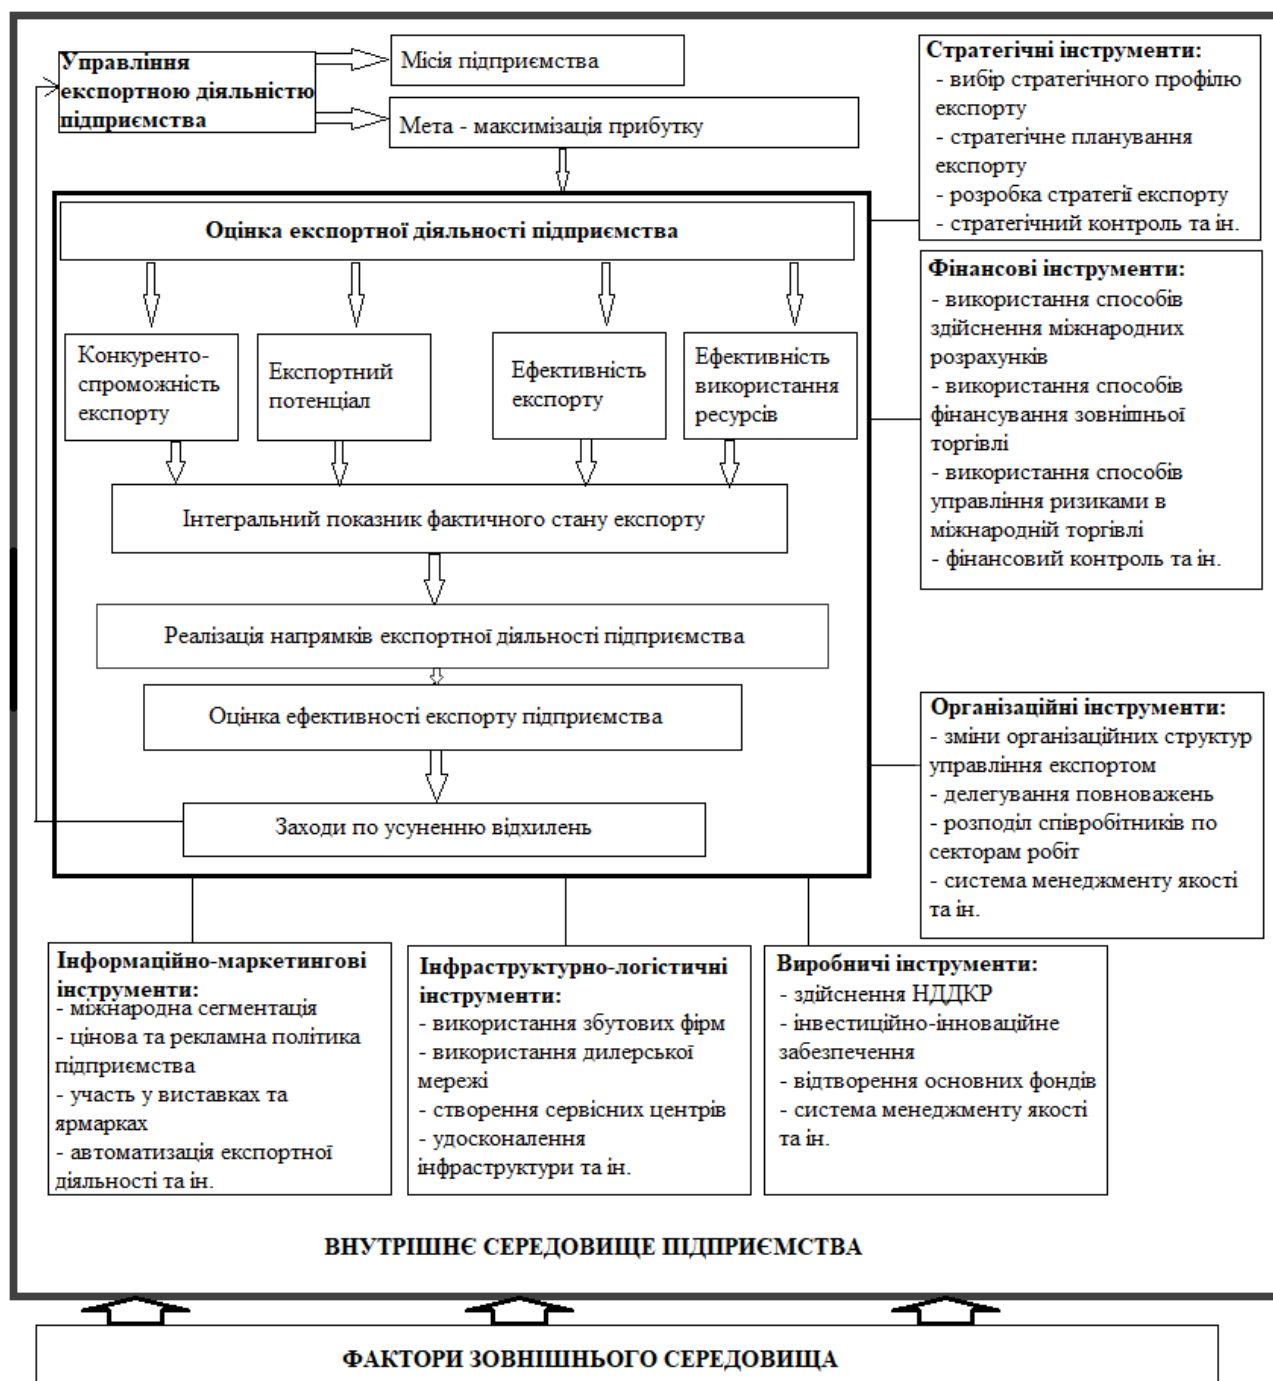 Управління
експортною діяльністю
підприємства
Місія підприємства
Мета - максимізація прибутку
Оцінка експортної діяльності підприємства
Конкуренто-
спроможність
експорту
Експортний
потенціал
Ефективність
експорту
Ефективність
використання
ресурсів
Інтегральний показник фактичного стану експорту
Реалізація напрямків експортної діяльності підприємства
Оцінка ефективності експорту підприємства
Заходи по усуненню відхилень
Стратегічні інструменти:
- вибір стратегічного профілю
експорту
- стратегічне планування
експорту
- розробка стратегії експорту
- стратегічний контроль та ін.
Фінансові інструменти:
- використання способів
здійснення міжнародних
розрахунків
- використання способів
фінансування зовнішньої
торгівлі
- використання способів
управління ризиками в
міжнародній торгівлі
- фінансовий контроль та ін.
Організаційні інструменти:
- зміни організаційних структур
управління експортом
- делегування повноважень
- розподіл співробітників по
секторам робіт
- система менеджменту якості
та ін.
Інформаційно-маркетингові
інструменти:
- міжнародна сегментація
- цінова та рекламна політика
підприємства
- участь у виставках та
ярмарках
- автоматизація експортної
діяльності та ін.
Інфраструктурно-логістичні
інструменти:
- використання збутових фірм
- використання дилерської
мережі
- створення сервісних центрів
- удосконалення
інфраструктури та ін.
Виробничі інструменти:
- здійснення НДДКР
- інвестиційно-інноваційне
забезпечення
- відтворення основних фондів
- система менеджменту якості
та ін.
ВНУТРІШНЄ СЕРЕДОВИЩЕ ПІДПРИЄМСТВА
ФАКТОРИ ЗОВНІШНЬОГО СЕРЕДОВИЩА